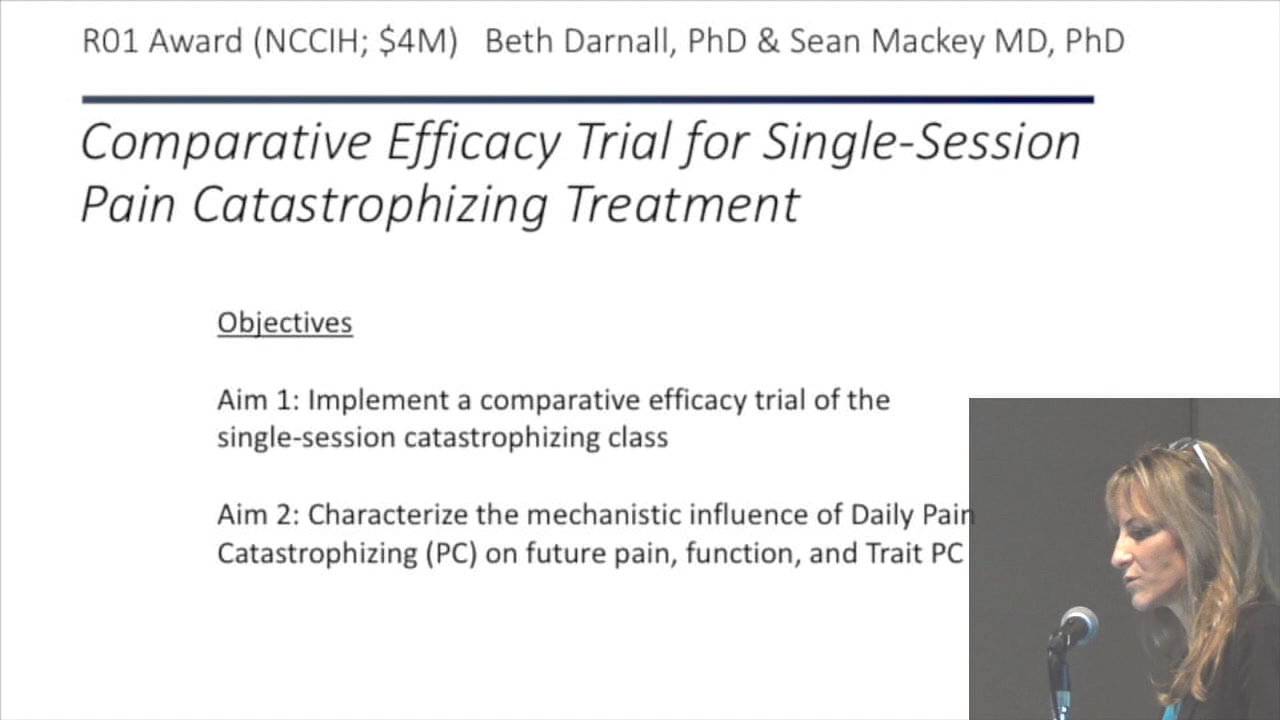 R01 Award (NCCIH; $4M) Beth Darnall, PhD & Sean Mackey MD, PhD
Comparative Efficacy Trial for Single-Session
Pain Catastrophizing Treatment
Objectives
Aim 1: Implement a comparative efficacy trial of the
single-session catastrophizing class
Aim 2: Characterize the mechanistic influence of Daily Pain
Catastrophizing (PC) on future pain, function, and Trait PC